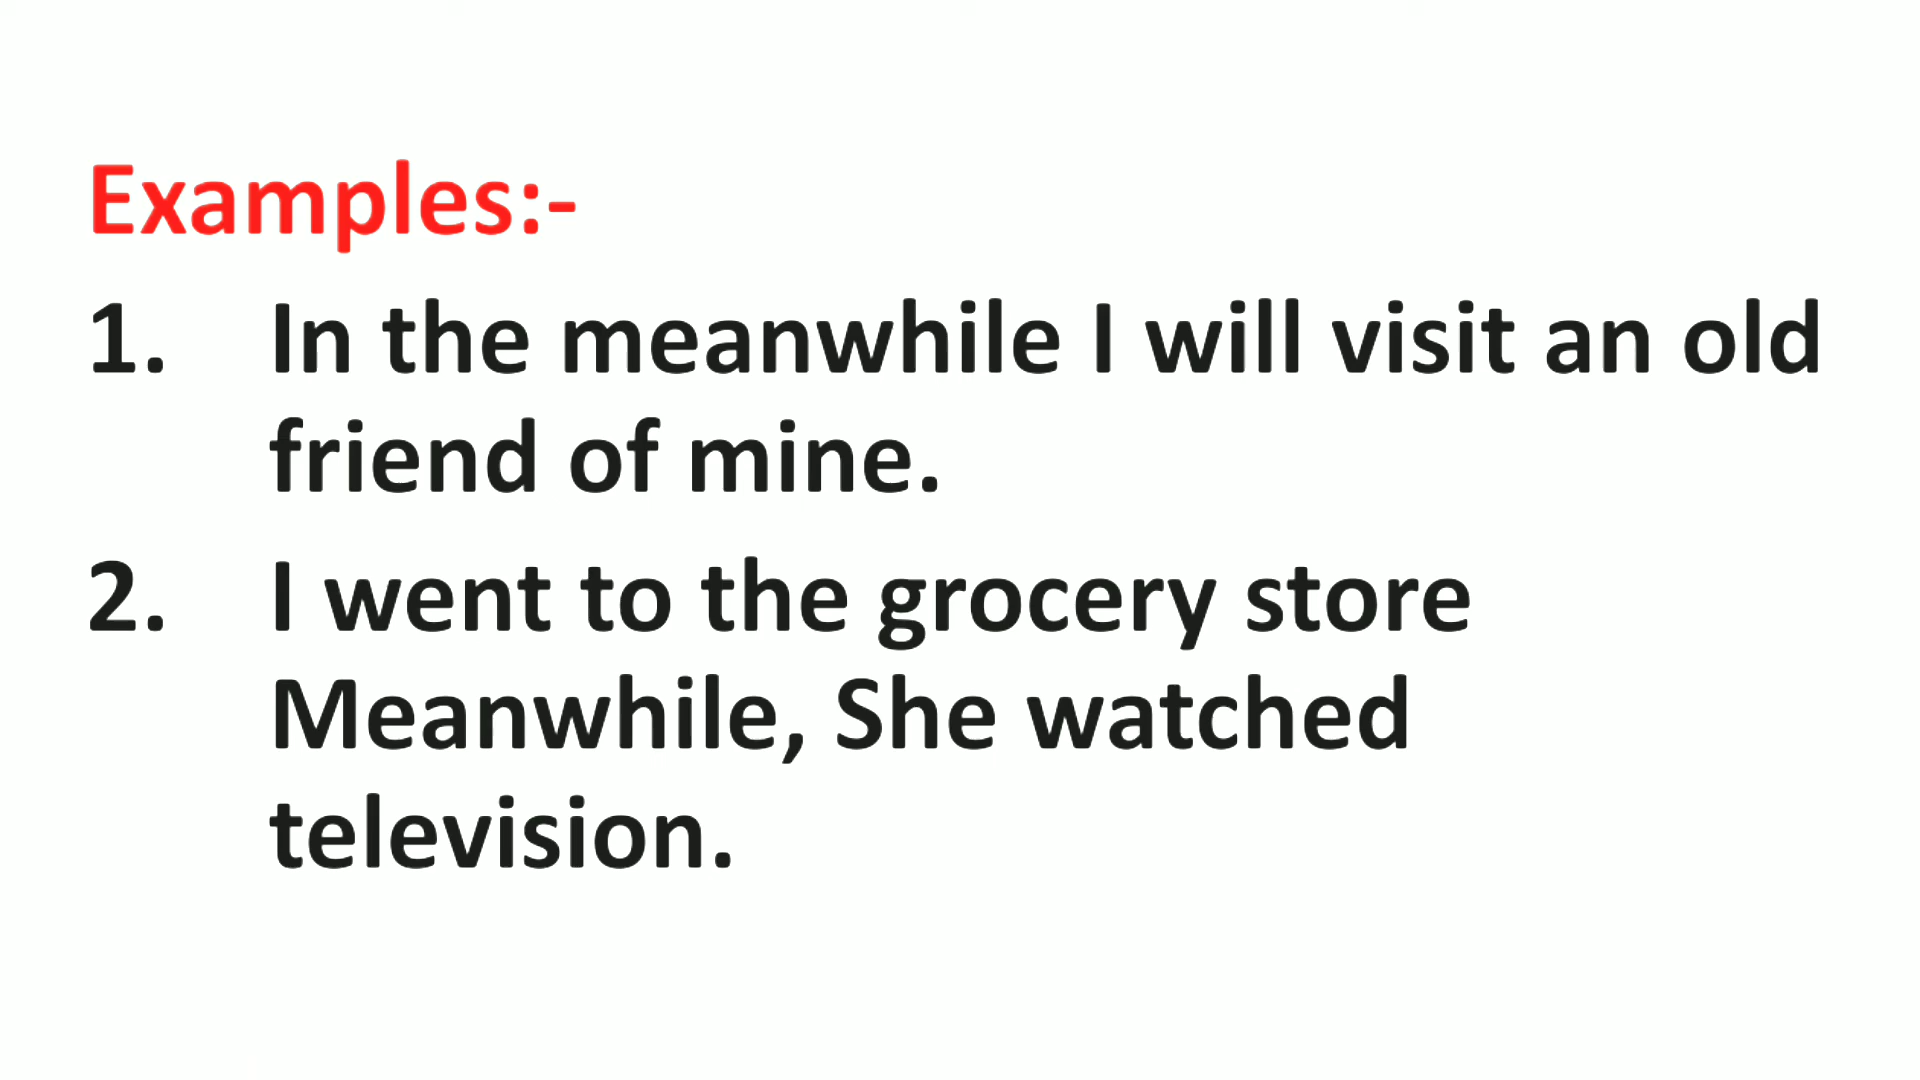 Examples:-
1. In the meanwhile I will visit an old
friend of mine.
2. I went to the grocery store
Meanwhile, She watched
television.